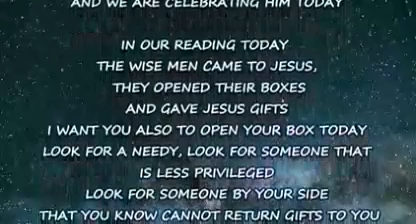 AND WE ARE CELEBRATING HIM TODAY
IN OUR READING TODAY
THE WISE MEN CAME TO JESUS,
THEY OPENED THEIR BOXES
AND GAVE JESUS GIFTS
I WANT YOU ALSO TO OPEN YOUR BOX TODAY
LOOK FOR A NEEDY, LOOK FOR SOMEONE THAT
IS LESS PRIVILEGED
LOOK FOR SOMEONE BY YOUR SIDE
THAT YOU KNOW CANNOT RETURN GIFTS TO YOU